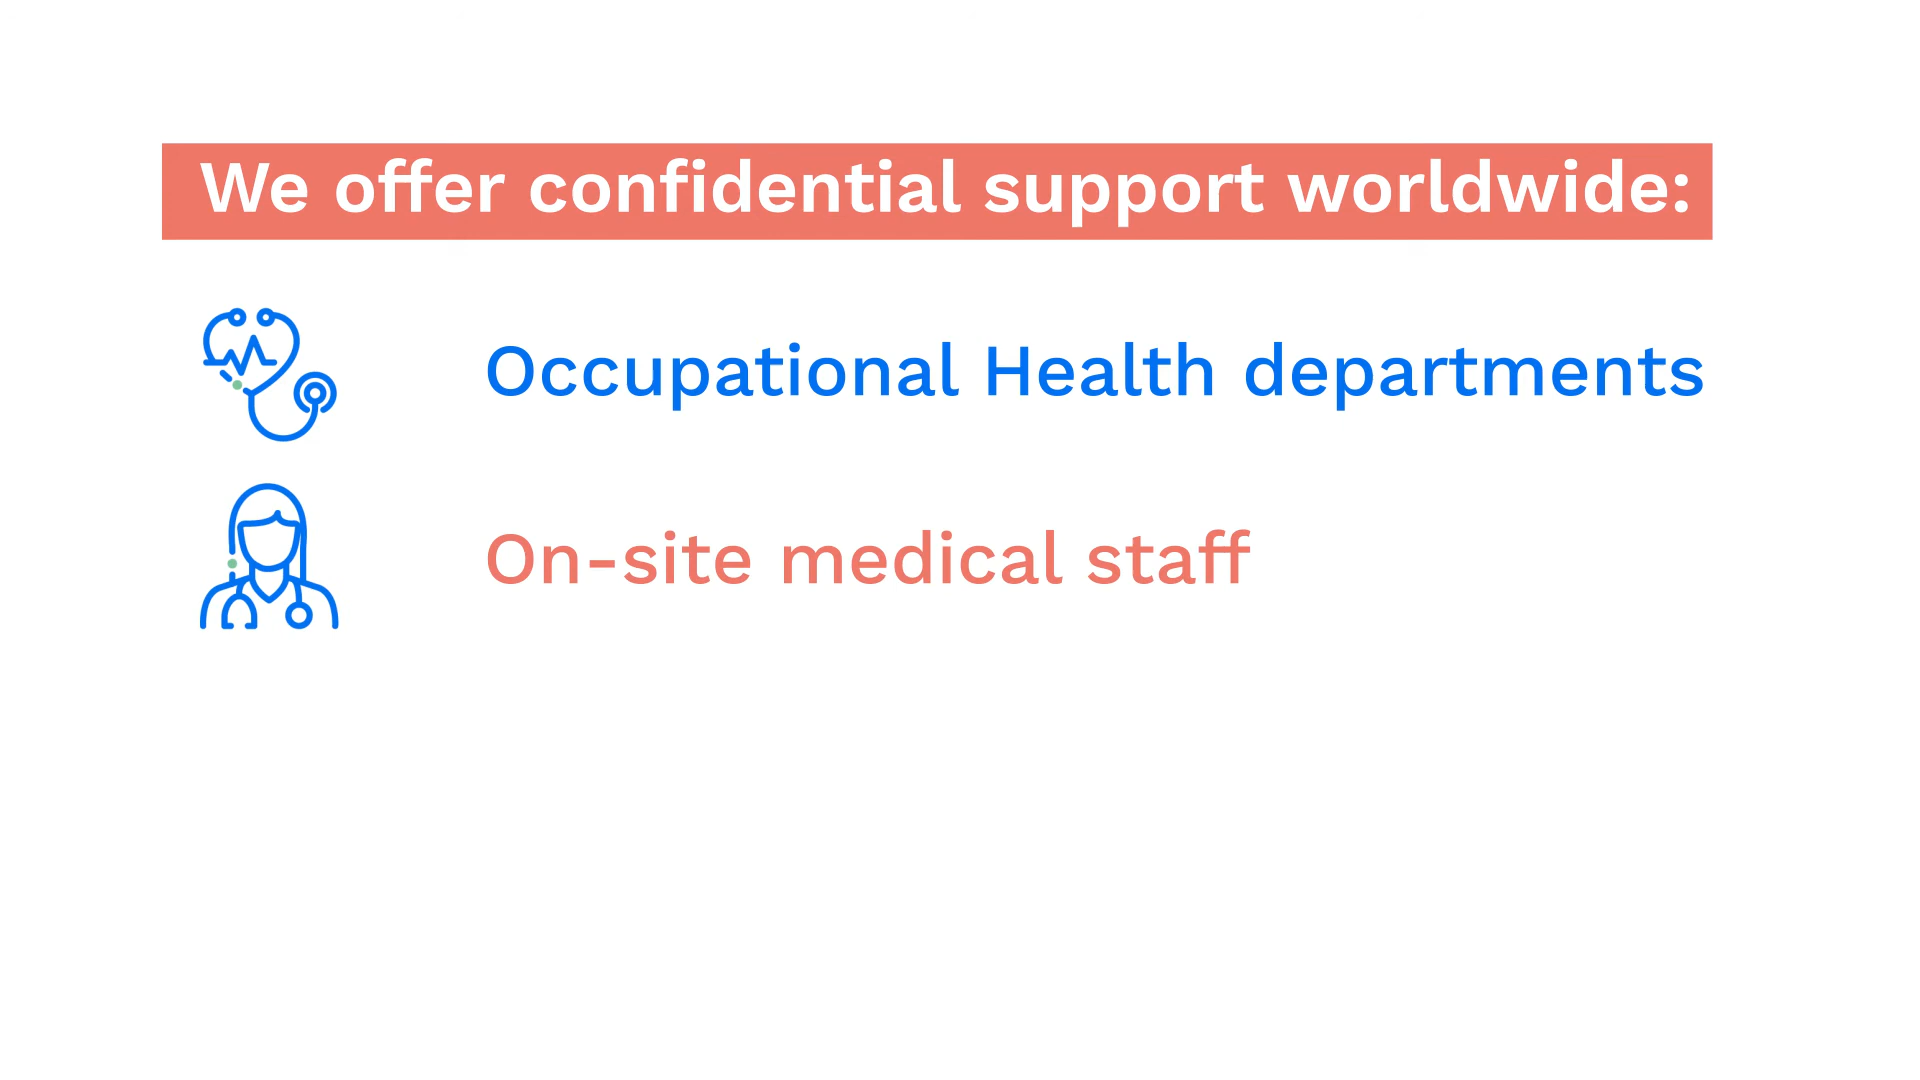 We offer confidential support worldwide:
Occupational Health departments
On-site medical staff